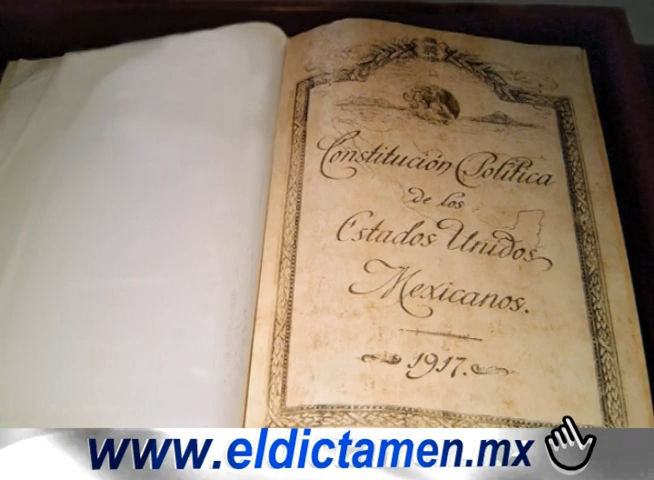 Constitución Política
de los
Estados Unidos
Mexicanos.
1917.
www.eldictamen.mx